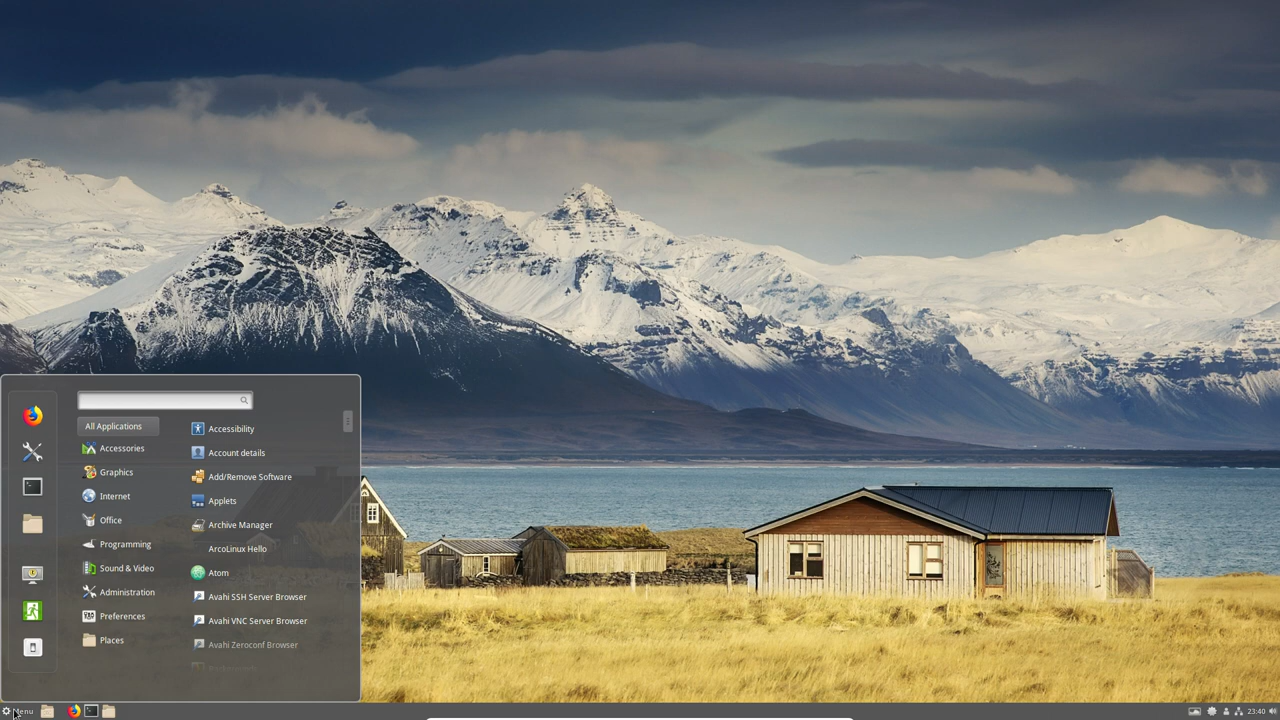 All Applications
Accessories
Graphics
Internet
Office
Programming
Sound & Video
Administration
Preferences
Places
Accessibility
Account details
Add/Remove Software
Applets
Archive Manager
ArcoLinux Hello
Atom
Avahi SSH Server Browser
Avahi VNC Server Browser
Avahi Zeroconf Browser
Menu
23:40